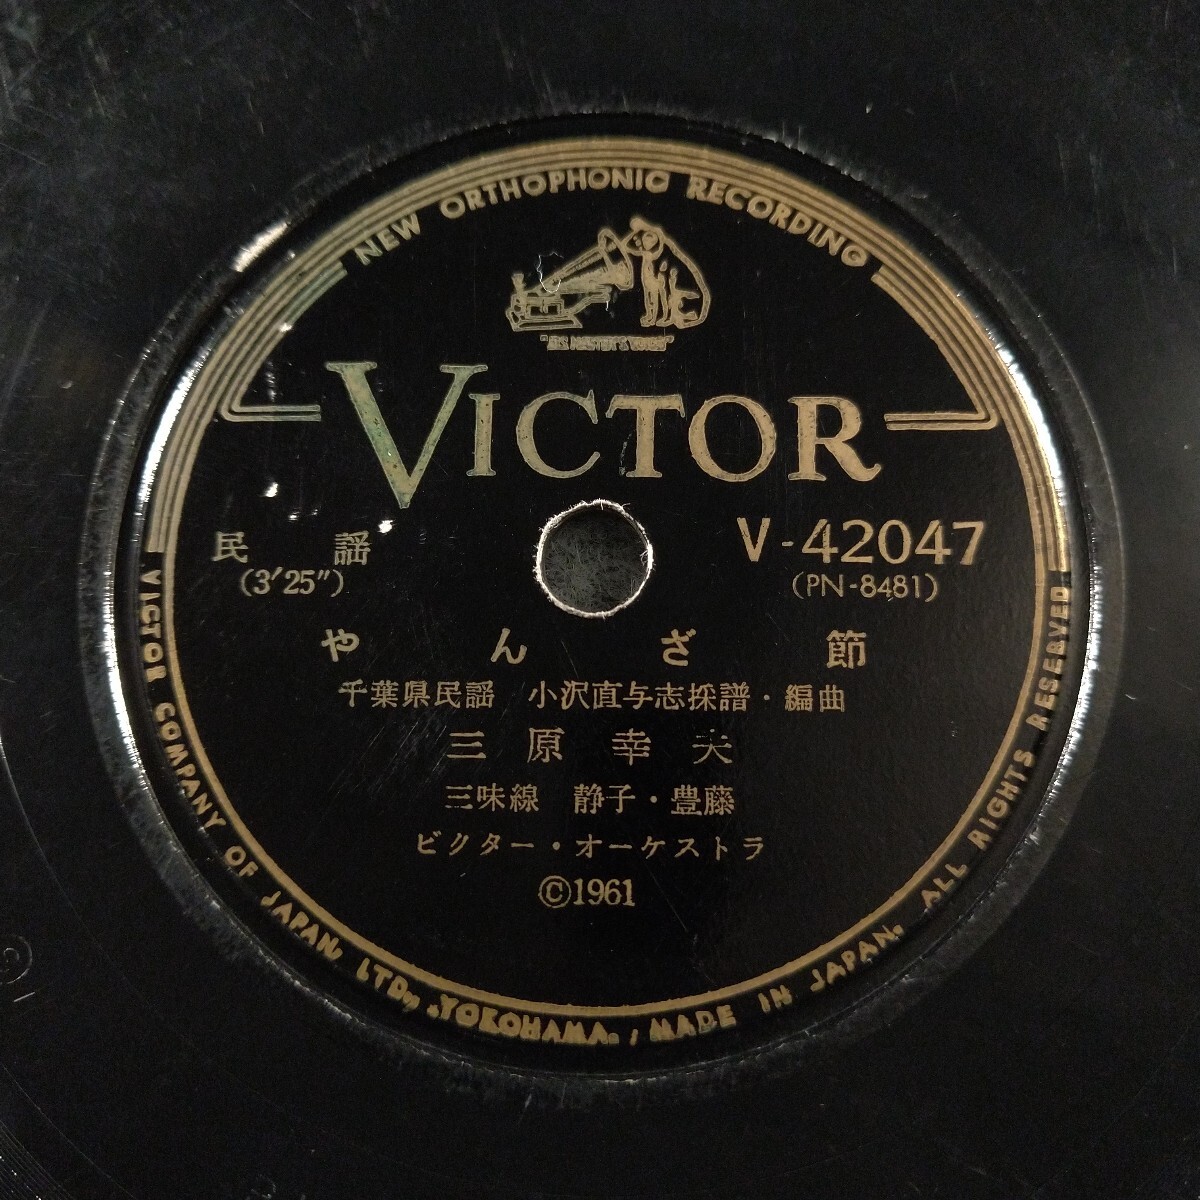 NEW ORTHOPHONIC RECORDING
"HIS MASTER'S VOICE"
VICTOR
民謡
(3′25″)
V-42047
(PN-8481)
やんざ節
千葉県民謡 小沢直与志採譜・編曲
三原幸夫
三味線 静子・豊藤
ビクター・オーケストラ
©1961
VICTOR COMPANY OF JAPAN, LTD., YOKOHAMA. / MADE IN JAPAN. ALL RIGHTS RESERVED